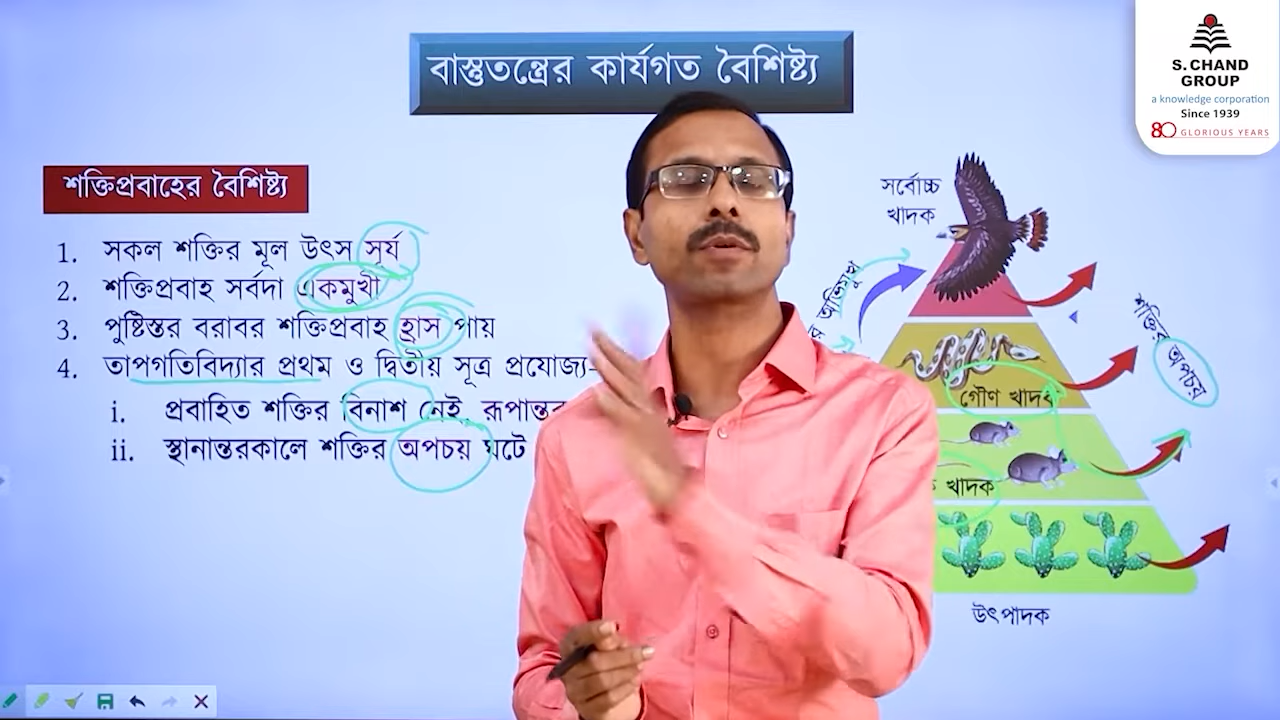 বাস্তুতন্ত্রের কার্যগত বৈশিষ্ট্য
S. CHAND
GROUP
a knowledge corporation
Since 1939
80 GLORIOUS YEARS
শক্তিপ্রবাহের বৈশিষ্ট্য
1. সকল শক্তির মূল উৎস সূর্য
2. শক্তিপ্রবাহ সর্বদা একমুখী
3. পুষ্টিস্তর বরাবর শক্তিপ্রবাহ হ্রাস পায়
4. তাপগতিবিদ্যার প্রথম ও দ্বিতীয় সূত্র প্রযোজ্য–
i. প্রবাহিত শক্তির বিনাশ নেই,
ii. স্থানান্তরকালে শক্তির অপচয় ঘটে
সর্বোচ্চ
খাদক
অভিমুখ
শক্তির অপচয়
গৌণ খাদক
খাদক
উৎপাদক